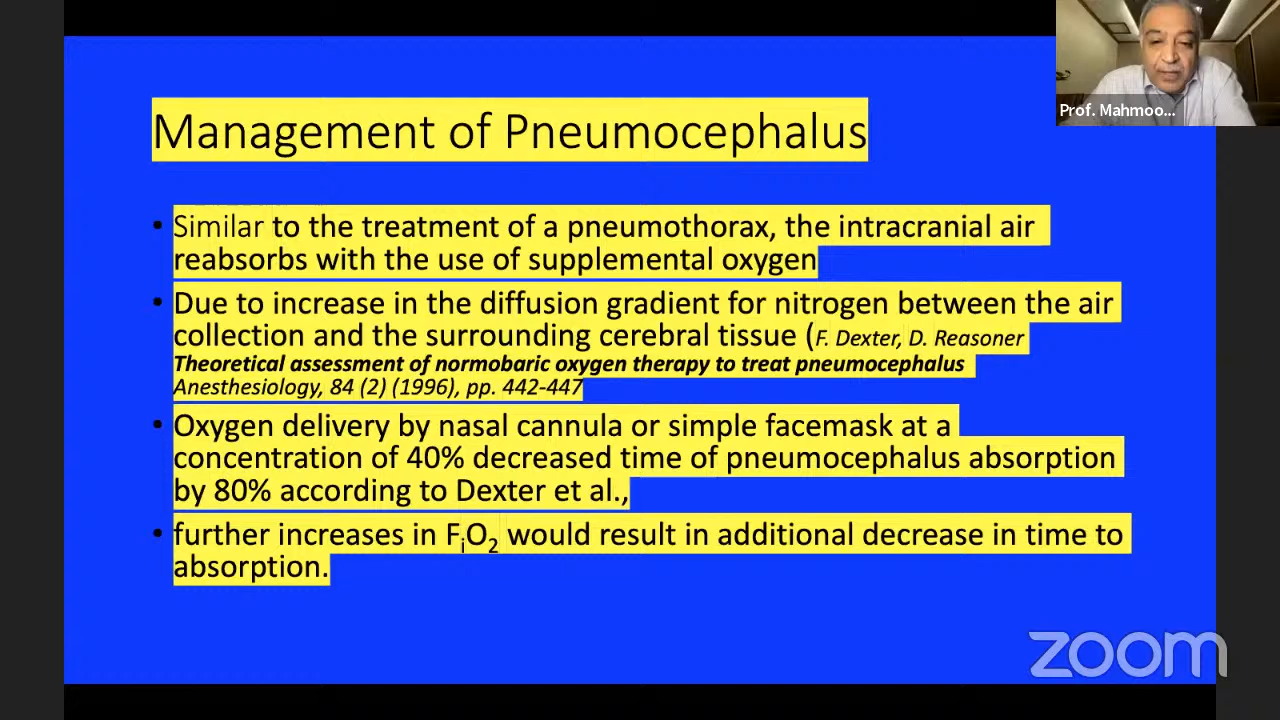 Prof. Mahmoo...
Management of Pneumocephalus
• Similar to the treatment of a pneumothorax, the intracranial air
reabsorbs with the use of supplemental oxygen
• Due to increase in the diffusion gradient for nitrogen between the air
collection and the surrounding cerebral tissue (F. Dexter, D. Reasoner
Theoretical assessment of normobaric oxygen therapy to treat pneumocephalus
Anesthesiology, 84 (2) (1996), pp. 442-447
• Oxygen delivery by nasal cannula or simple facemask at a
concentration of 40% decreased time of pneumocephalus absorption
by 80% according to Dexter et al.,
• further increases in FiO2 would result in additional decrease in time to
absorption.
zoom